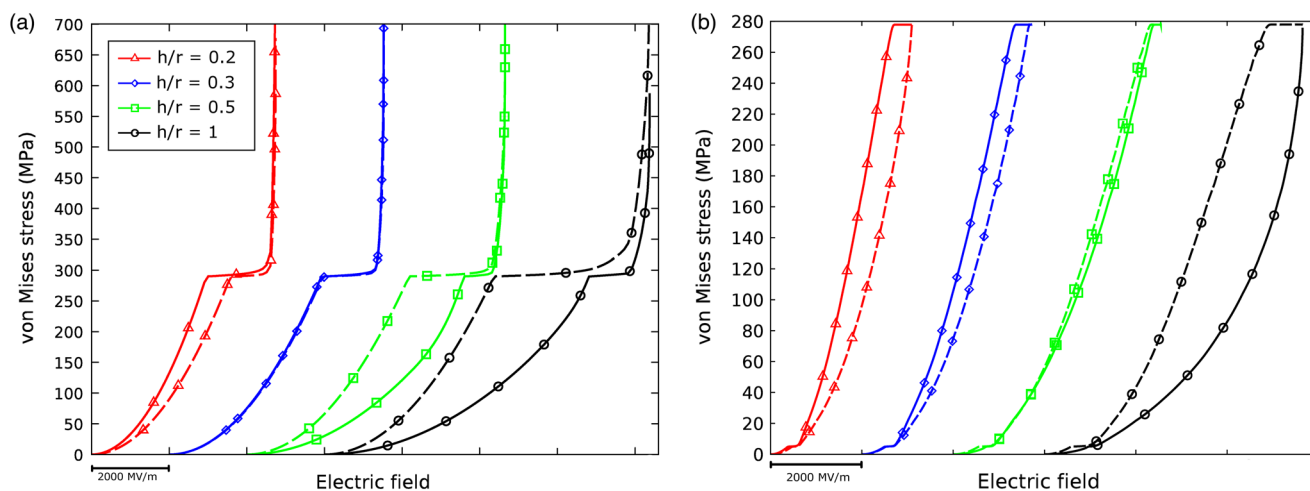 (a)
700
650
600
550
500
450
400
350
300
250
200
150
100
50
0
von Mises stress (MPa)
h/r = 0.2
h/r = 0.3
h/r = 0.5
h/r = 1
2000 MV/m
Electric field
(b)
280
260
240
220
200
180
160
140
120
100
80
60
40
20
0
von Mises stress (MPa)
2000 MV/m
Electric field